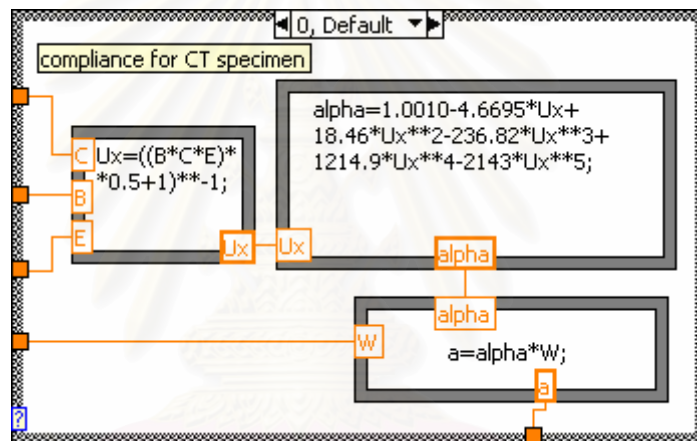 0, Default
compliance for CT specimen
C
B
E
Ux=((B*C*E)*
*0.5+1)**-1;
Ux
Ux
alpha=1.0010-4.6695*Ux+
18.46*Ux**2-236.82*Ux**3+
1214.9*Ux**4-2143*Ux**5;
alpha
alpha
W
a=alpha*W;
a
?